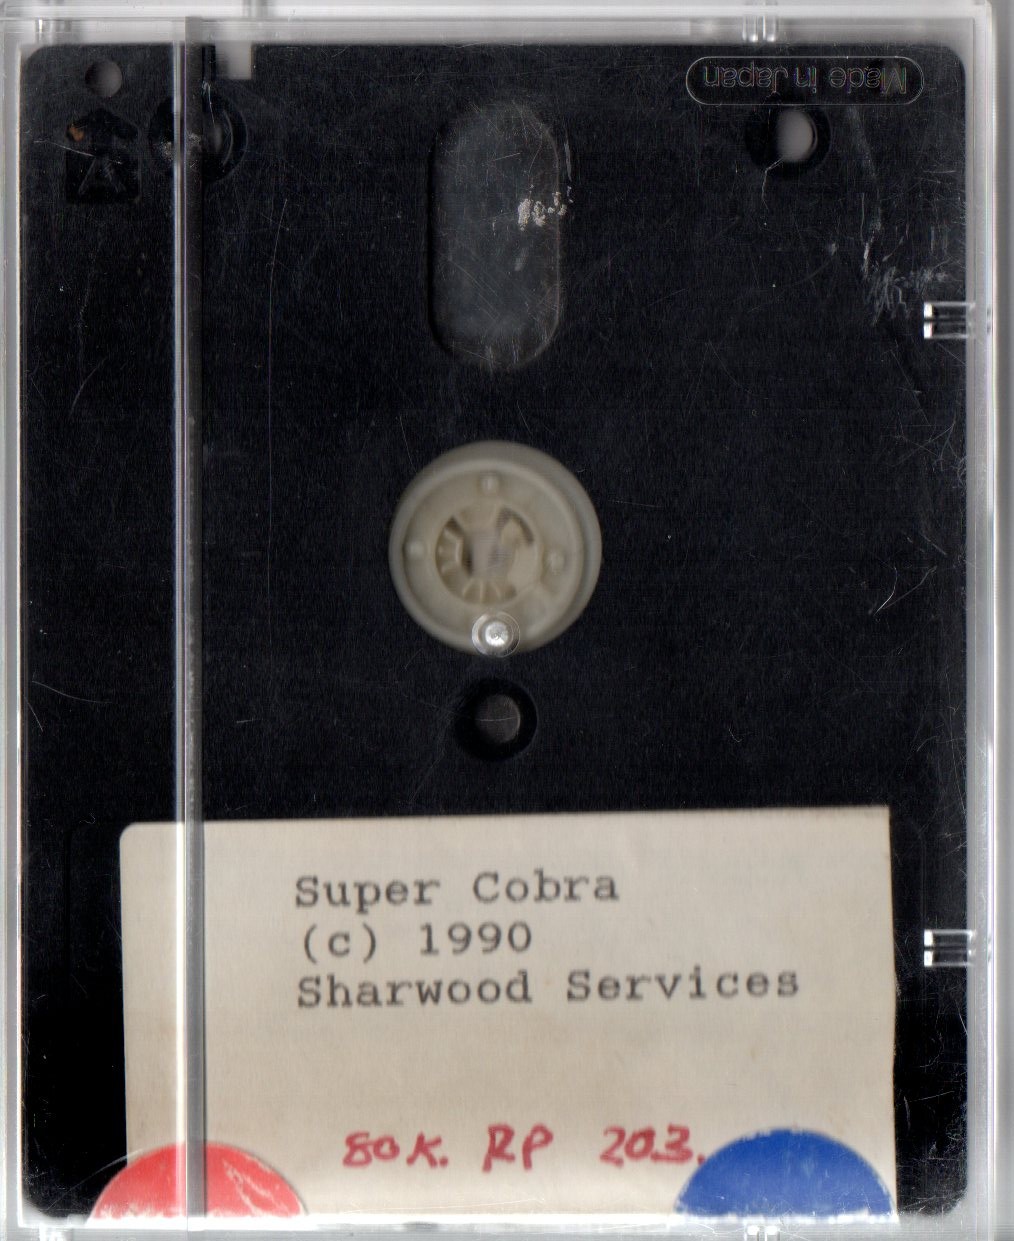 Made in Japan
Super Cobra
(c) 1990
Sharwood Services
80K. RP 203.